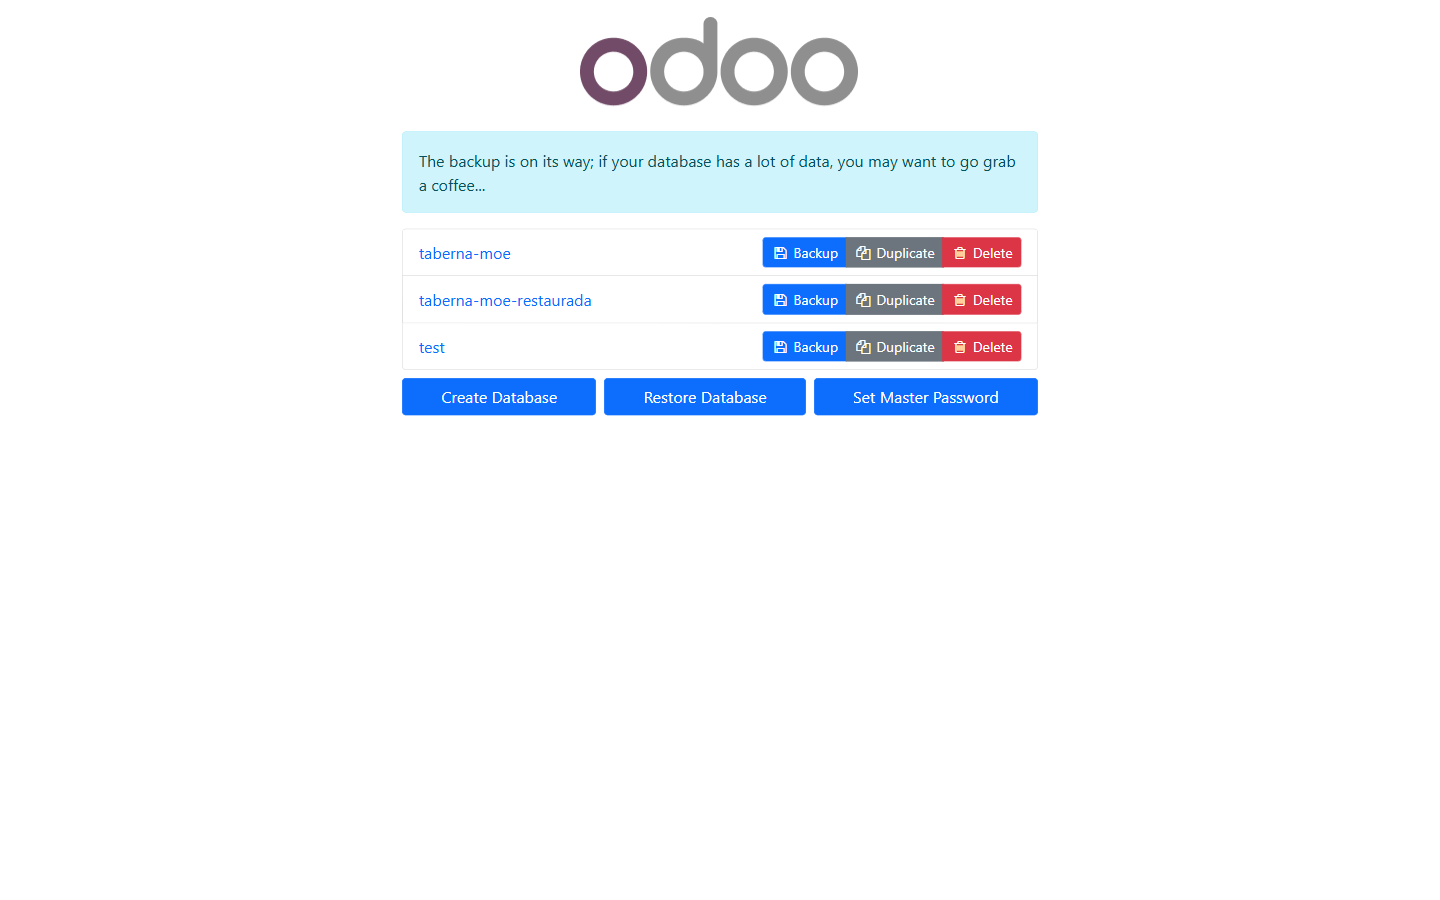 odoo
The backup is on its way; if your database has a lot of data, you may want to go grab
a coffee...
taberna-moe Backup Duplicate Delete
taberna-moe-restaurada Backup Duplicate Delete
test Backup Duplicate Delete
Create Database Restore Database Set Master Password